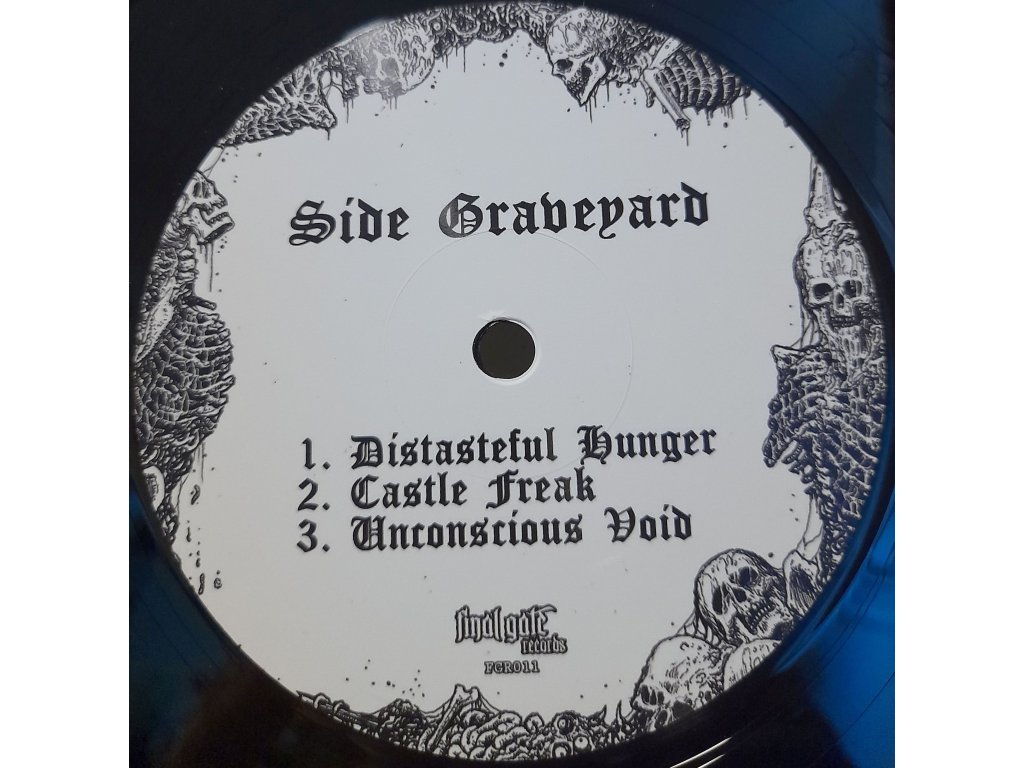 Side Graveyard
1. Distasteful Hunger
2. Castle Freak
3. Unconscious Void
final gate
records
FGR011